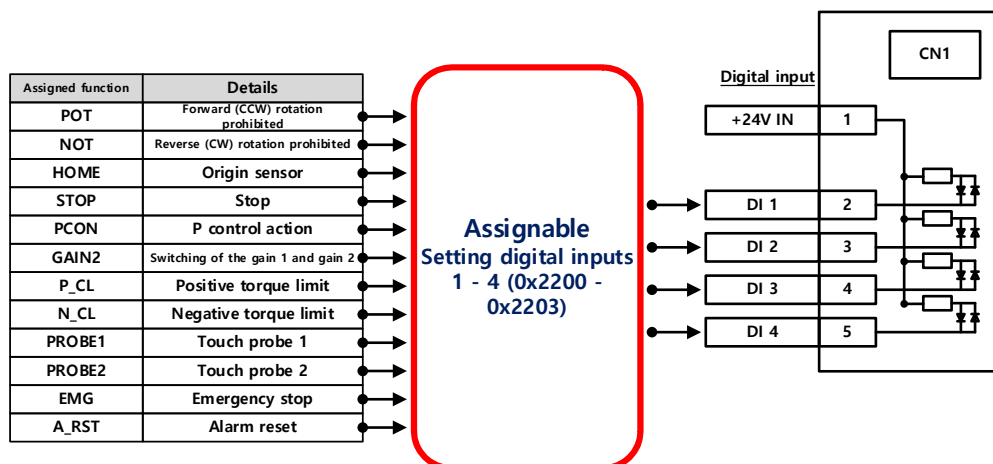 CN1
Digital input
+24V IN 1
Assigned function Details
POT Forward (CCW) rotation
prohibited
NOT Reverse (CW) rotation prohibited
HOME Origin sensor
STOP Stop
PCON P control action
GAIN2 Switching of the gain 1 and gain 2
P_CL Positive torque limit
N_CL Negative torque limit
PROBE1 Touch probe 1
PROBE2 Touch probe 2
EMG Emergency stop
A_RST Alarm reset
Assignable
Setting digital inputs
1 - 4 (0x2200 -
0x2203)
DI 1 2
DI 2 3
DI 3 4
DI 4 5